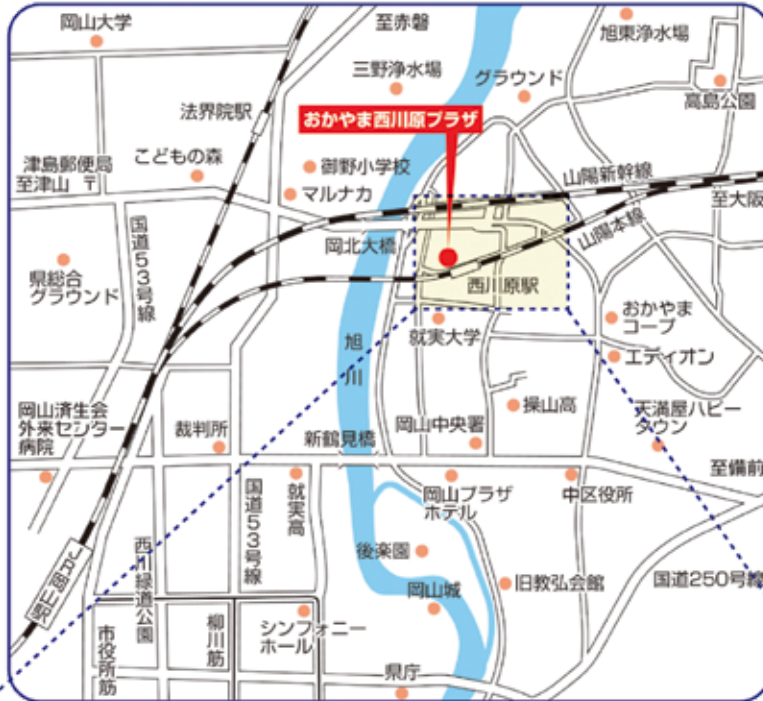 岡山大学
至赤磐
旭東浄水場
三野浄水場
グラウンド
高島公園
法界院駅
おかやま西川原プラザ
津島郵便局
至津山 〒
こどもの森
御野小学校
マルナカ
山陽新幹線
至大阪
国道53号線
岡北大橋
山陽本線
県総合
グラウンド
西川原駅
おかやま
コープ
就実大学
旭川
エディオン
岡山済生会
外来センター
病院
裁判所
新鶴見橋
岡山中央署
操山高
天満屋ハピー
タウン
至備前
国道53号線
就実高
岡山プラザ
ホテル
中区役所
後楽園
JR岡山駅
西川緑道公園
岡山城
旧教弘会館
国道250号線
シンフォニー
ホール
市役所筋
柳川筋
県庁